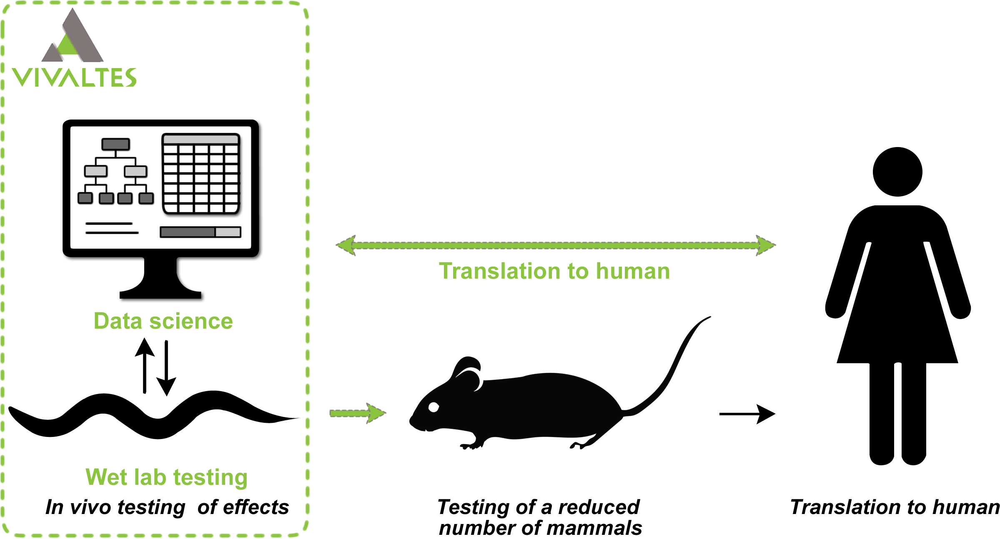 VIVALTES
Data science
Wet lab testing
In vivo testing of effects
Translation to human
Testing of a reduced
number of mammals
Translation to human